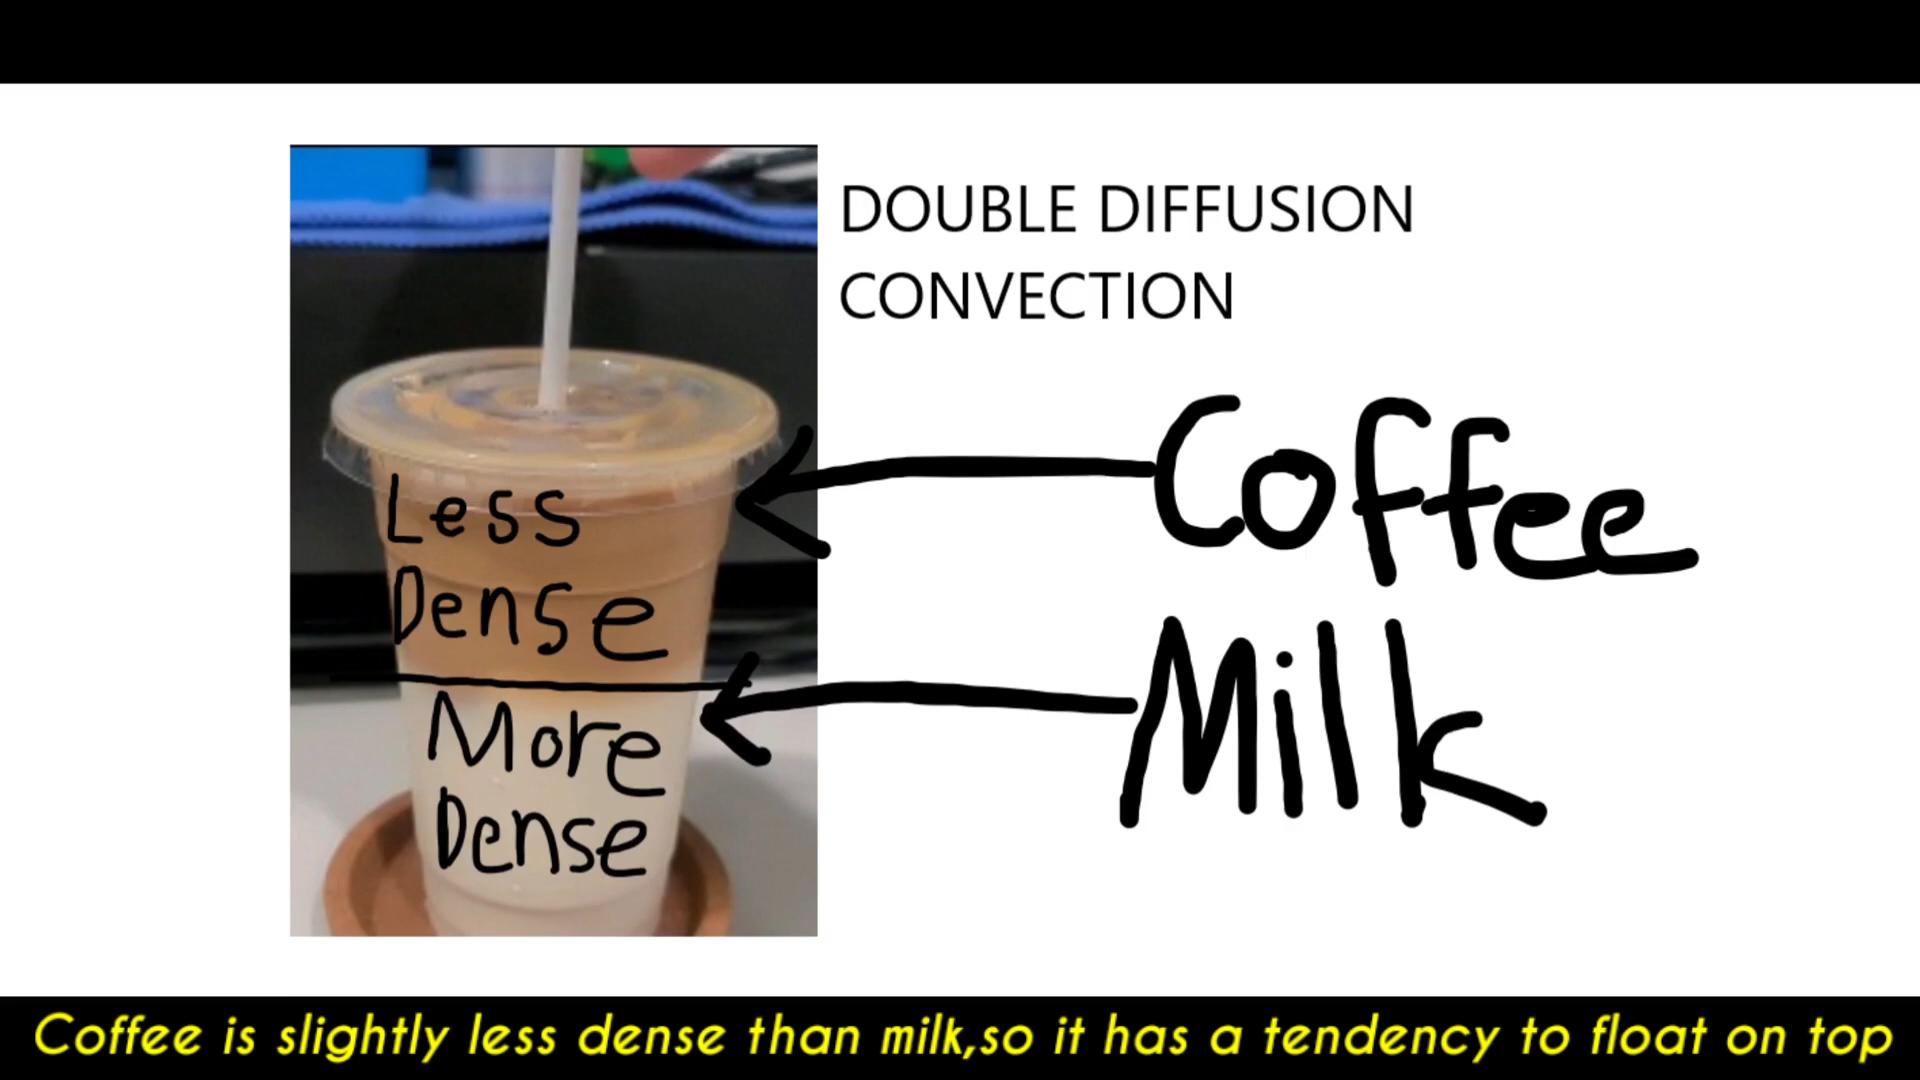 DOUBLE DIFFUSION
CONVECTION
Coffee
Less
Dense
Milk
More
Dense
Coffee is slightly less dense than milk,so it has a tendency to float on top